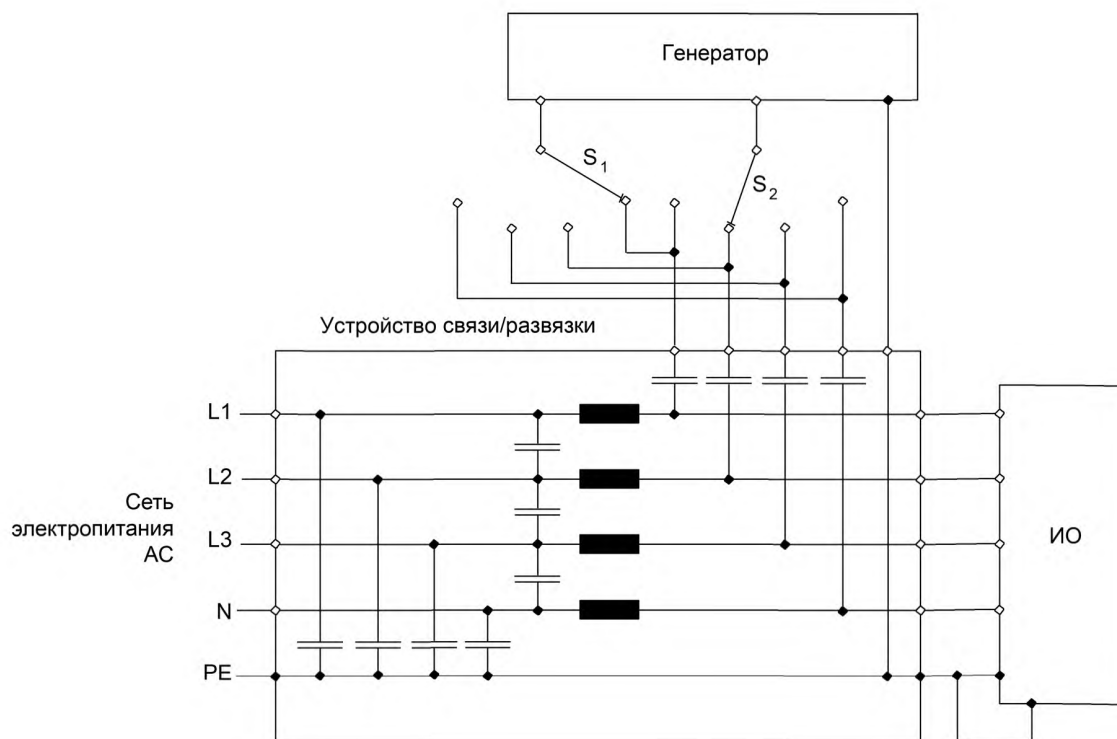 Генератор
S1
S2
Устройство связи/развязки
L1
L2
Сеть
электропитания
AC
L3
ИО
N
PE